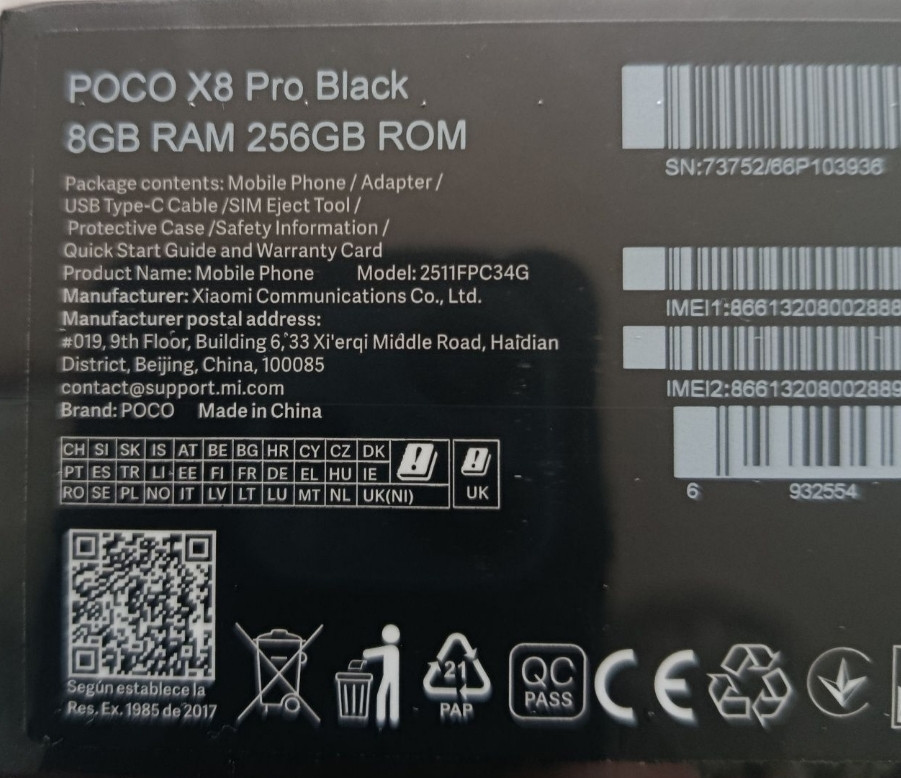 POCO X8 Pro Black
8GB RAM 256GB ROM
Package contents: Mobile Phone / Adapter /
USB Type-C Cable /SIM Eject Tool /
Protective Case /Safety Information /
Quick Start Guide and Warranty Card
Product Name: Mobile Phone Model: 2511FPC34G
Manufacturer: Xiaomi Communications Co., Ltd.
Manufacturer postal address:
#019, 9th Floor, Building 6, 33 Xi'erqi Middle Road, Haidian
District, Beijing, China, 100085
contact@support.mi.com
Brand: POCO Made in China
CH SI SK IS AT BE BG HR CY CZ DK
PT ES TR LI EE FI FR DE EL HU IE
RO SE PL NO IT LV LT LU MT NL UK(NI)
UK
Según establece la
Res. Ex. 1985 de 2017
21
PAP
QC
PASS
CE
SN:73752/66P103936
IMEI1:86613208002888
IMEI2:86613208002889
6 932554